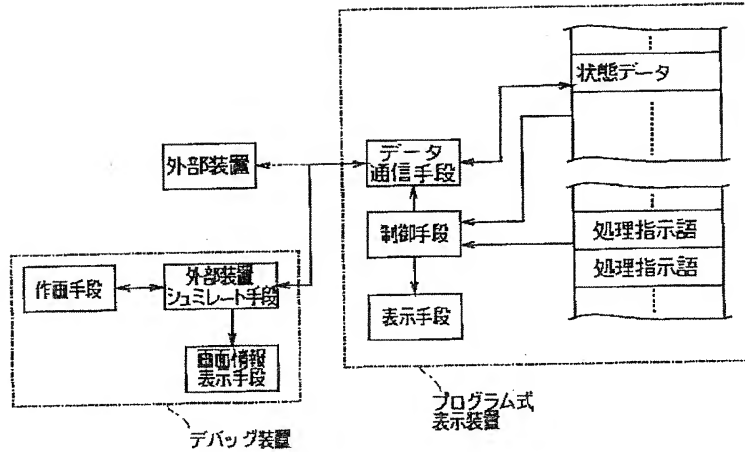 状態データ
データ
通信手段
外部装置
制御手段
処理指示語
処理指示語
表示手段
作画手段
外部装置
シュミレート手段
画面情報
表示手段
プログラム式
表示装置
デバッグ装置